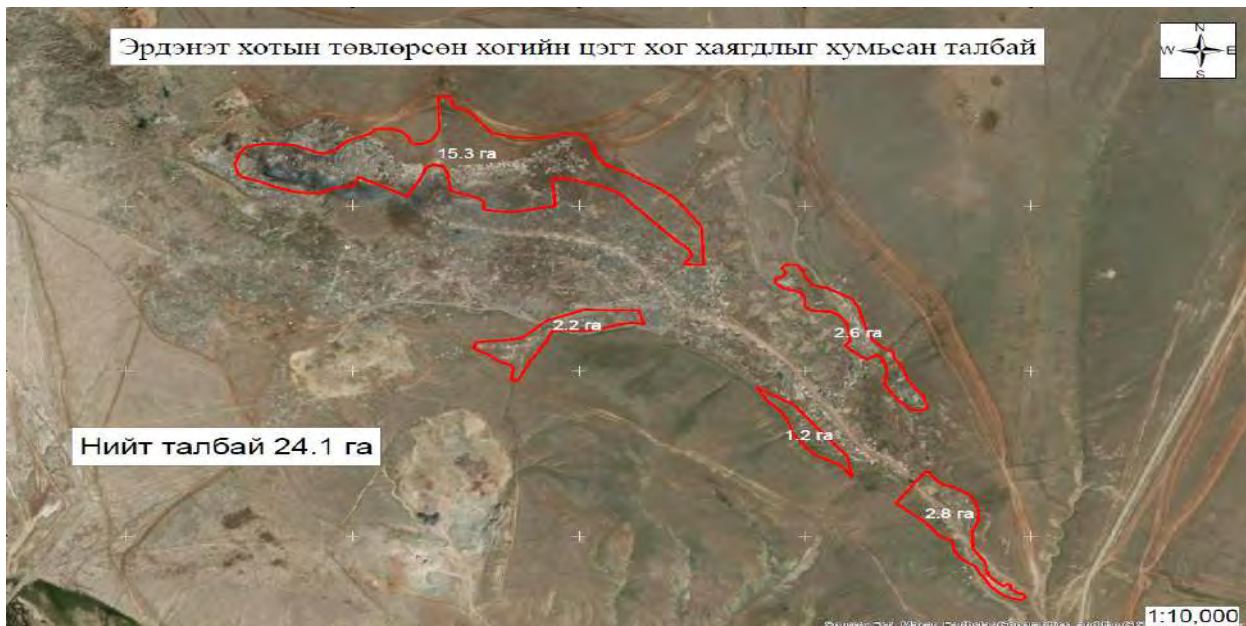 Эрдэнэт хотын төвлөрсөн хогийн цэгт хог хаягдлыг хумьсан талбай
N
W E
S
15.3 га
2.2 га
2.6 га
1.2 га
2.8 га
Нийт талбай 24.1 га
1:10,000